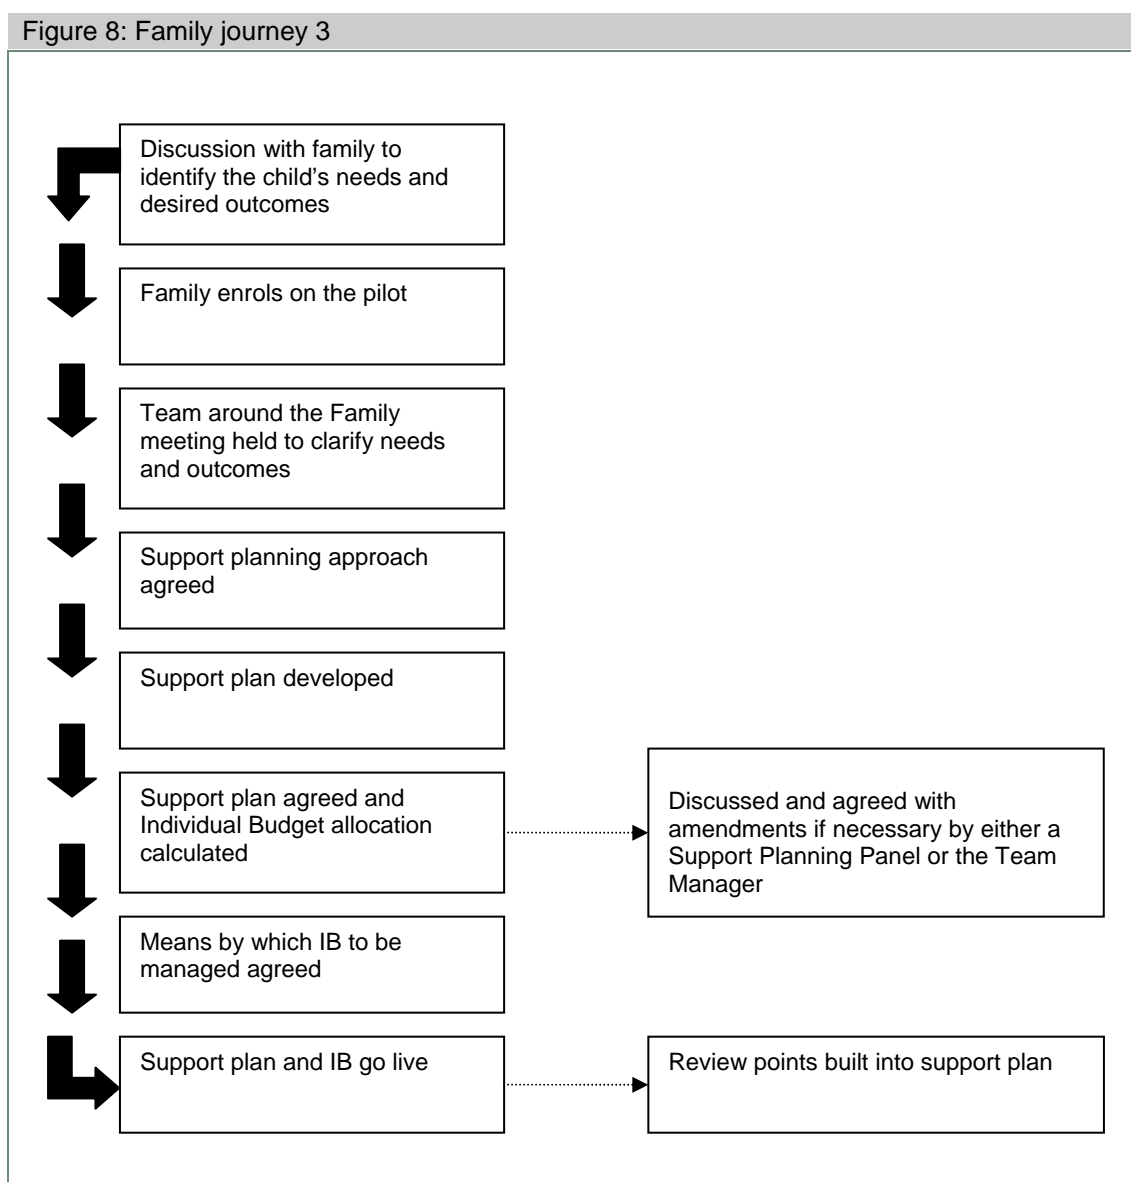 Figure 8: Family journey 3
Discussion with family to
identify the child's needs and
desired outcomes
Family enrols on the pilot
Team around the Family
meeting held to clarify needs
and outcomes
Support planning approach
agreed
Support plan developed
Support plan agreed and
Individual Budget allocation
calculated
Discussed and agreed with
amendments if necessary by either a
Support Planning Panel or the Team
Manager
Means by which IB to be
managed agreed
Support plan and IB go live
Review points built into support plan